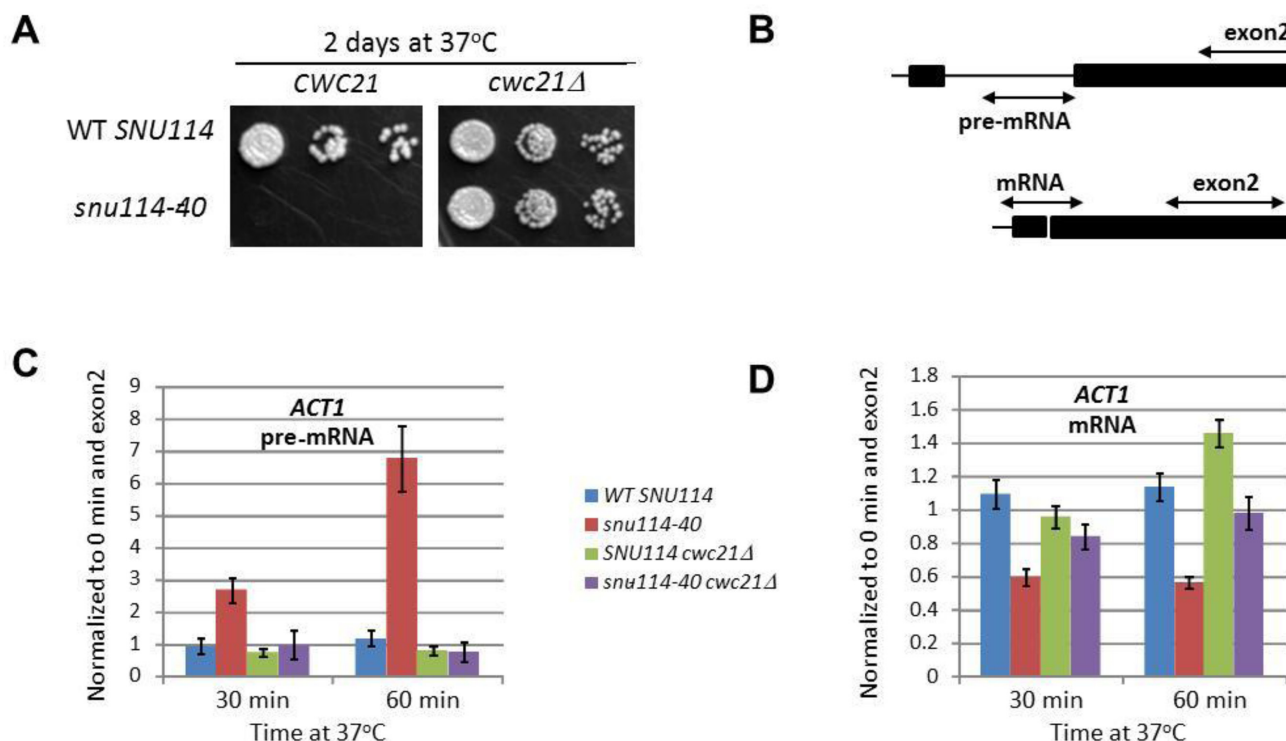 A
2 days at 37°C
CWC21 cwc21Δ
WT SNU114
snu114-40
B
exon2
pre-mRNA
mRNA exon2
C
Normalized to 0 min and exon2
9
8
7
6
5
4
3
2
1
0
ACT1
pre-mRNA
30 min 60 min
Time at 37°C
WT SNU114
snu114-40
SNU114 cwc21Δ
snu114-40 cwc21Δ
D
Normalized to 0 min and exon2
1.8
1.6
1.4
1.2
1
0.8
0.6
0.4
0.2
0
ACT1
mRNA
30 min 60 min
Time at 37°C